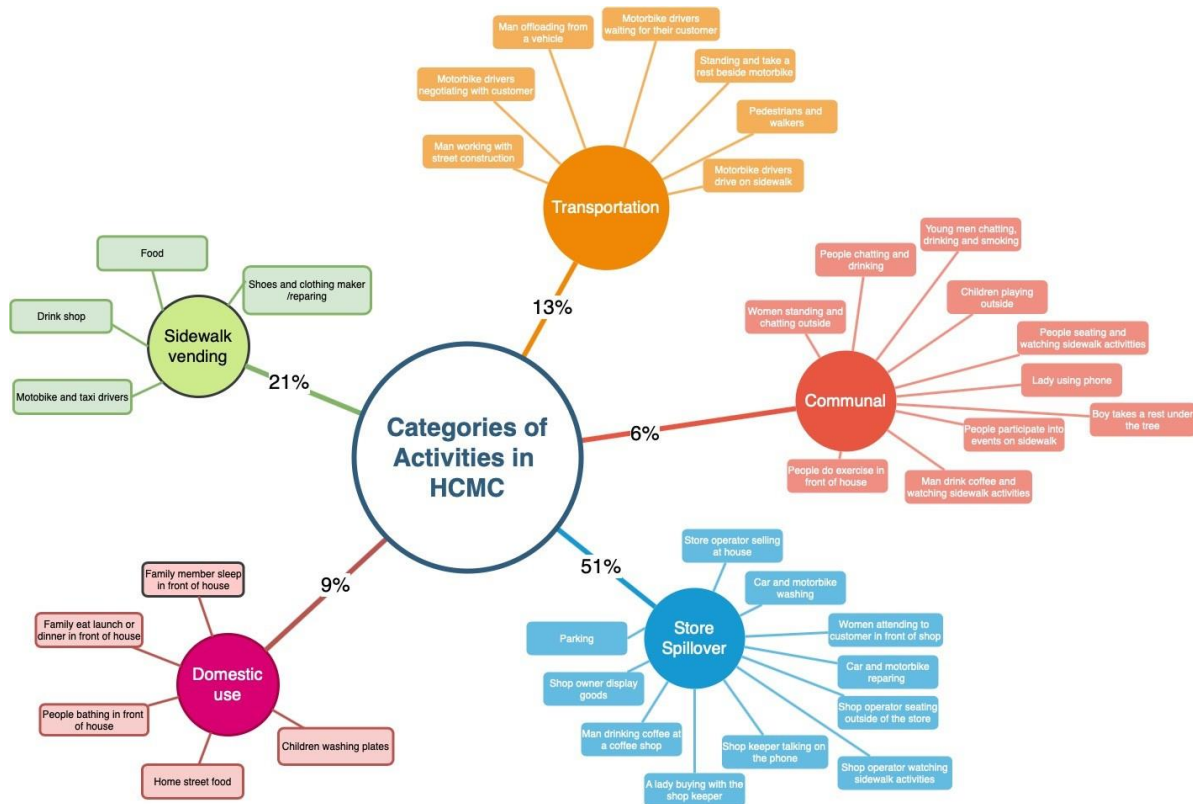 Categories of
Activities in
HCMC
13%
Transportation
Man offloading from
a vehicle
Motorbike drivers
waiting for their customer
Motorbike drivers
negotiating with customer
Standing and take a
rest beside motorbike
Man working with
street construction
Pedestrians and
walkers
Motorbike drivers
drive on sidewalk
6%
Communal
Young men chatting,
drinking and smoking
People chatting and
drinking
Children playing
outside
Women standing and
chatting outside
People seating and
watching sidewalk activitties
Lady using phone
Boy takes a rest under
the tree
People participate into
events on sidewalk
People do exercise in
front of house
Man drink coffee and
watching sidewalk activities
51%
Store
Spillover
Store operator selling
at house
Car and motorbike
washing
Parking
Women attending to
customer in front of shop
Car and motorbike
reparing
Shop owner display
goods
Shop operator seating
outside of the store
Man drinking coffee at
a coffee shop
Shop keeper talking on
the phone
Shop operator watching
sidewalk activities
A lady buying with the
shop keeper
9%
Domestic
use
Family member sleep
in front of house
Family eat launch or
dinner in front of house
People bathing in front
of house
Children washing plates
Home street food
21%
Sidewalk
vending
Food
Shoes and clothing maker
/reparing
Drink shop
Motobike and taxi drivers